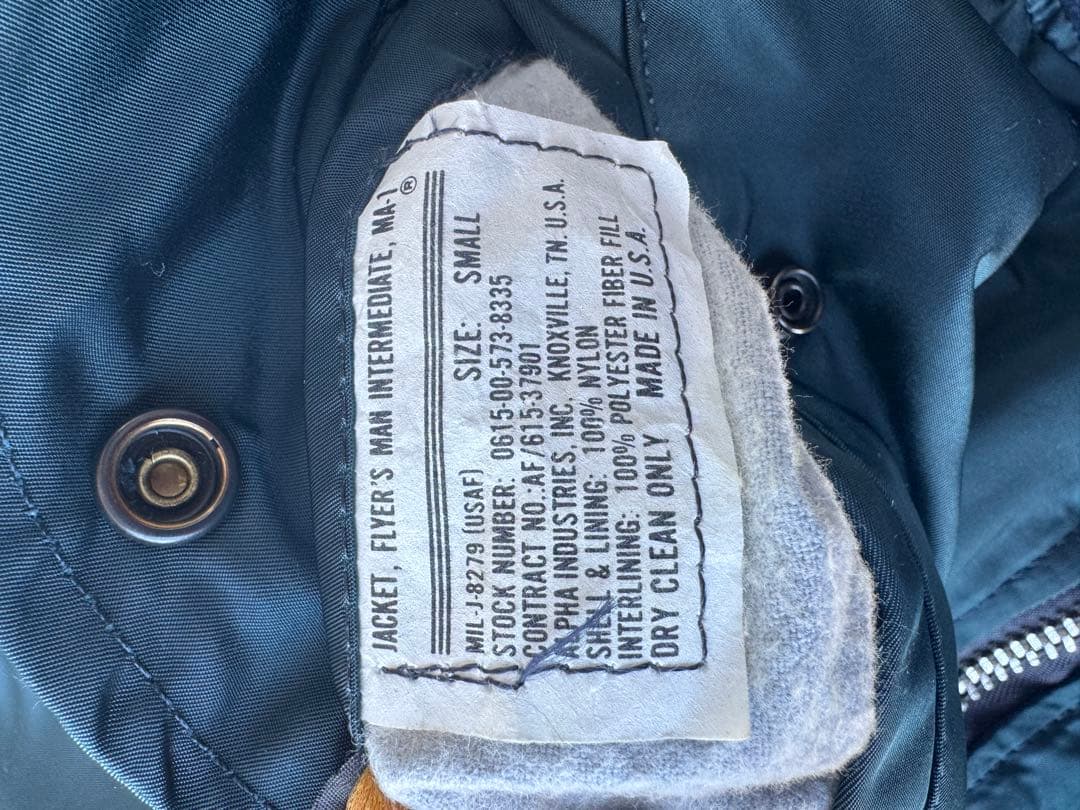 JACKET, FLYER'S MAN INTERMEDIATE, MA-1®
SIZE: SMALL
MIL-J-8279 (USAF)
STOCK NUMBER: 0615-00-573-8335
CONTRACT NO.:AF/615-37901
ALPHA INDUSTRIES, INC. KNOXVILLE, TN. U.S.A.
SHELL & LINING: 100% NYLON
INTERLINING: 100% POLYESTER FIBER FILL
DRY CLEAN ONLY MADE IN U.S.A.